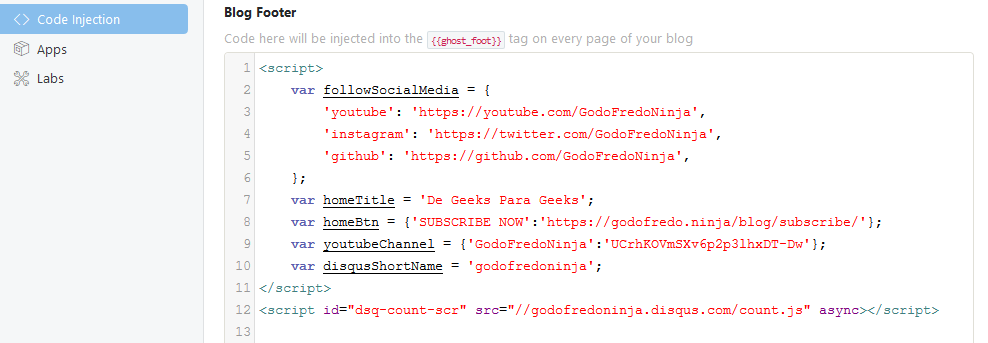 Code Injection
Apps
Labs
Blog Footer
Code here will be injected into the {{ghost_foot}} tag on every page of your blog
1 <script>
2 var followSocialMedia = {
3 'youtube': 'https://youtube.com/GodoFredoNinja',
4 'instagram': 'https://twitter.com/GodoFredoNinja',
5 'github': 'https://github.com/GodoFredoNinja',
6 };
7 var homeTitle = 'De Geeks Para Geeks';
8 var homeBtn = {'SUBSCRIBE NOW':'https://godofredo.ninja/blog/subscribe/'};
9 var youtubeChannel = {'GodoFredoNinja':'UCrhKOVmSXv6p2p3lhxDT-Dw'};
10 var disqusShortName = 'godofredoninja';
11 </script>
12 <script id="dsq-count-scr" src="//godofredoninja.disqus.com/count.js" async></script>
13